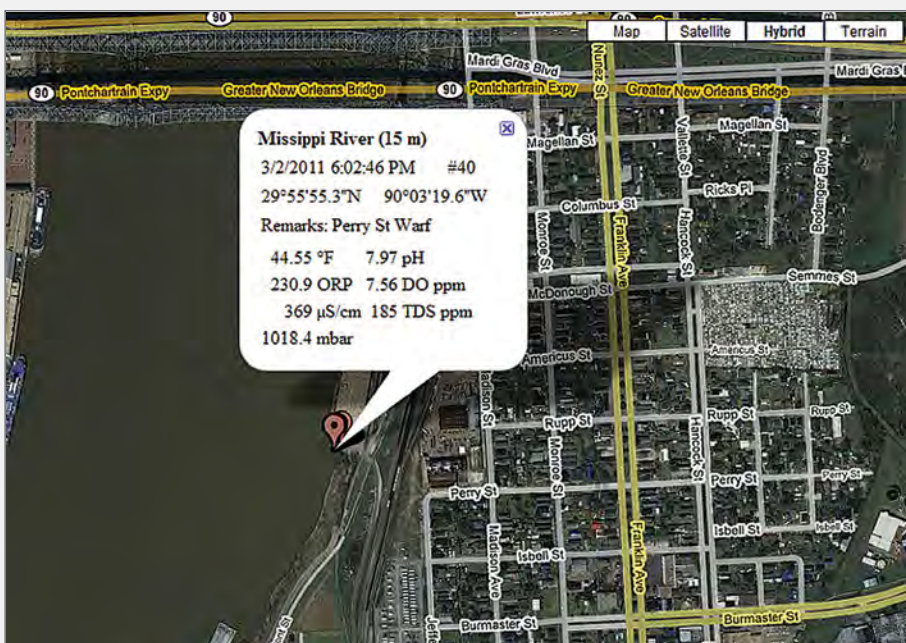 90
90
Map Satellite Hybrid Terrain
Nunez St
Mardi Gras Blvd
Mardi Gras B
90 Pontchartrain Expy Greater New Orleans Bridge 90 Pontchartrain Expy Greater New Orleans Bridge
Missippi River (15 m)
3/2/2011 6:02:46 PM #40
29°55'55.3"N 90°03'19.6"W
Remarks: Perry St Warf
44.55 °F 7.97 pH
230.9 ORP 7.56 DO ppm
369 µS/cm 185 TDS ppm
1018.4 mbar
Magellan St
Magellan St
Vallette St
Ricks Pl
Bodenger Blvd
Columbus St
Monroe St
Franklin Ave
Hancock St
Semmes St
McDonough St
Americus St
Americus St
Madison St
Rupp St
Rupp St
Rupp St
Hancock St
Monroe St
Perry St
Perry St
Perry St
Isbell St
Isbell St
Isbell St
Madison Ave
Franklin Ave
Burmaster St
Burmaster St